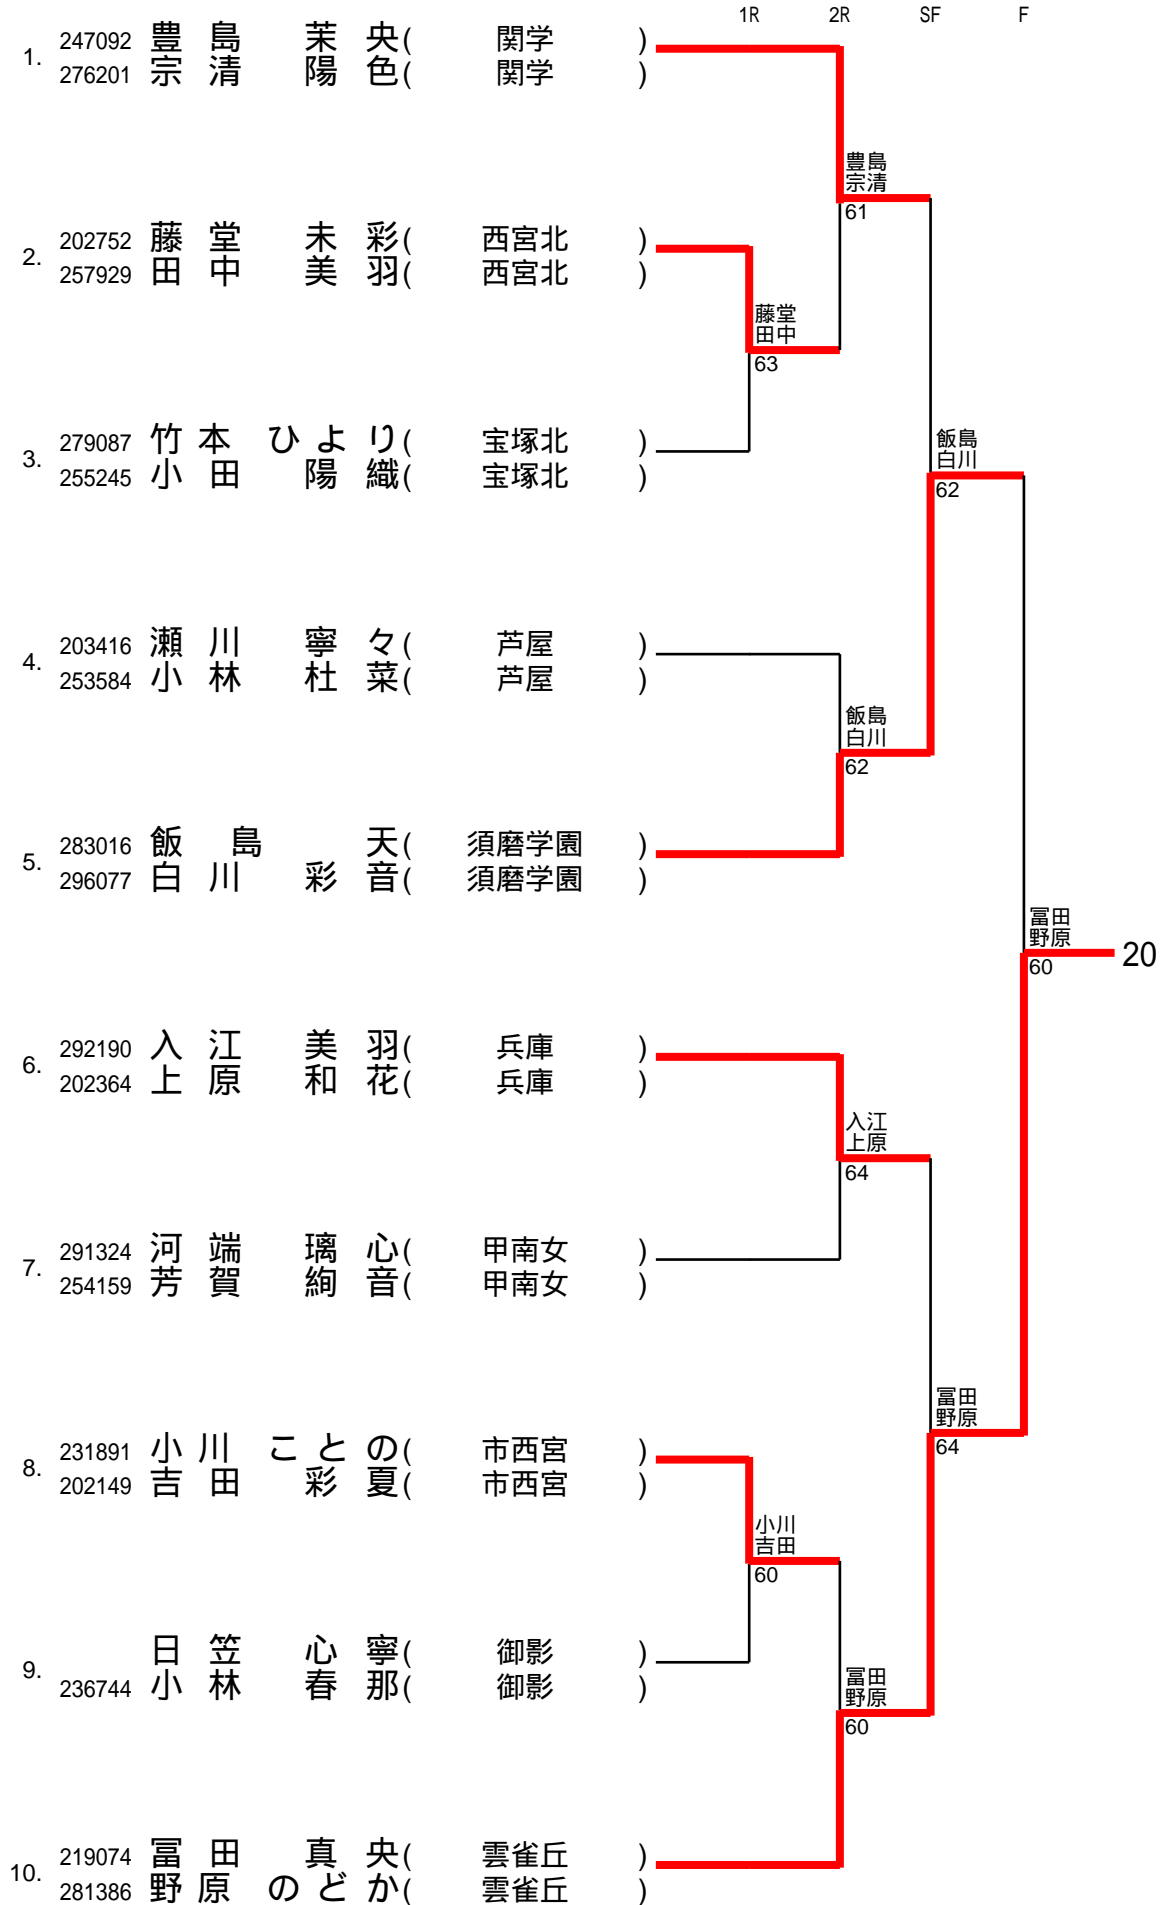 1R 2R SF F
247092 豊島 茉央( 関学 )
1.
276201 宗清 陽色( 関学 )
豊島
宗清
61
202752 藤堂 未彩( 西宮北 )
2.
257929 田中 美羽( 西宮北 )
藤堂
田中
63
279087 竹本 ひより( 宝塚北 )
3.
255245 小田 陽織( 宝塚北 )
飯島
白川
62
203416 瀬川 寧々( 芦屋 )
4.
253584 小林 杜菜( 芦屋 )
飯島
白川
62
283016 飯島 天( 須磨学園 )
5.
296077 白川 彩音( 須磨学園 )
冨田
野原
60
20
292190 入江 美羽( 兵庫 )
6.
202364 上原 和花( 兵庫 )
入江
上原
64
291324 河端 璃心( 甲南女 )
7.
254159 芳賀 絢音( 甲南女 )
冨田
野原
64
231891 小川 ことの( 市西宮 )
8.
202149 吉田 彩夏( 市西宮 )
小川
吉田
60
日笠 心寧( 御影 )
9.
236744 小林 春那( 御影 )
冨田
野原
60
219074 冨田 真央( 雲雀丘 )
10.
281386 野原 のどか( 雲雀丘 )